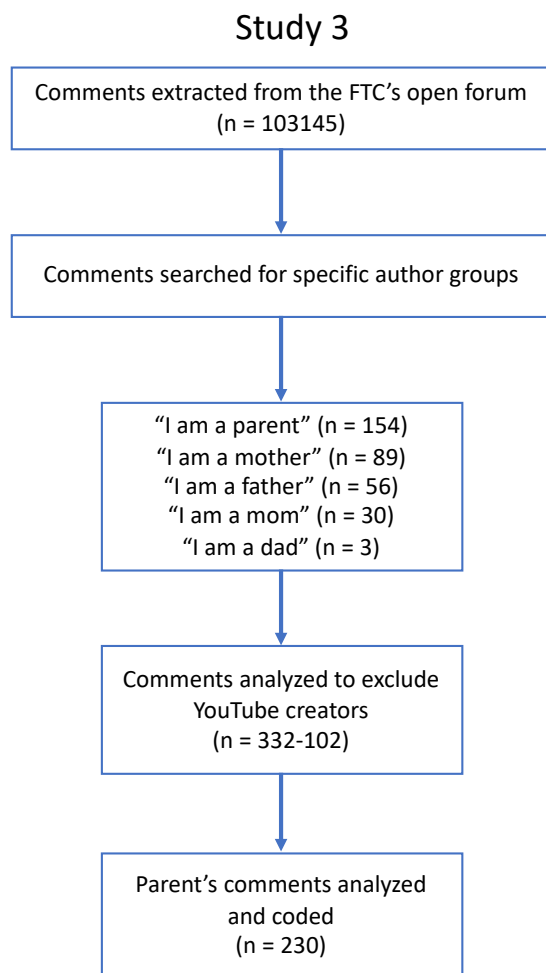 Study 3
Comments extracted from the FTC’s open forum
(n = 103145)
Comments searched for specific author groups
“I am a parent” (n = 154)
“I am a mother” (n = 89)
“I am a father” (n = 56)
“I am a mom” (n = 30)
“I am a dad” (n = 3)
Comments analyzed to exclude
YouTube creators
(n = 332-102)
Parent’s comments analyzed
and coded
(n = 230)